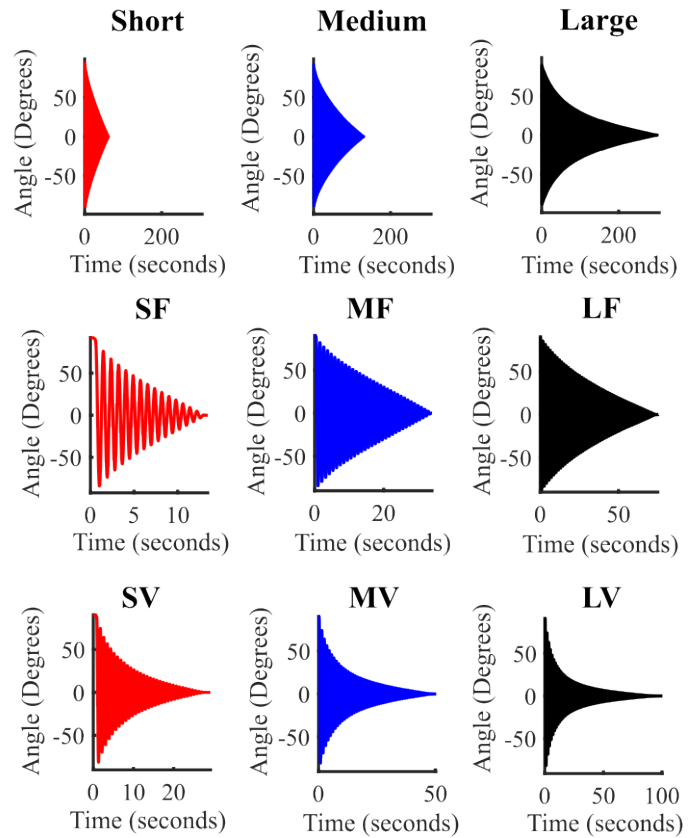 Short Medium Large
Angle (Degrees) 50 0 -50 Angle (Degrees) 50 0 -50 Angle (Degrees) 50 0 -50
0 200 0 200 0 200
Time (seconds) Time (seconds) Time (seconds)
SF MF LF
Angle (Degrees) 50 0 -50 Angle (Degrees) 50 0 -50 Angle (Degrees) 50 0 -50
0 5 10 0 20 0 50
Time (seconds) Time (seconds) Time (seconds)
SV MV LV
Angle (Degrees) 50 0 -50 Angle (Degrees) 50 0 -50 Angle (Degrees) 50 0 -50
0 10 20 0 50 0 50 100
Time (seconds) Time (seconds) Time (seconds)